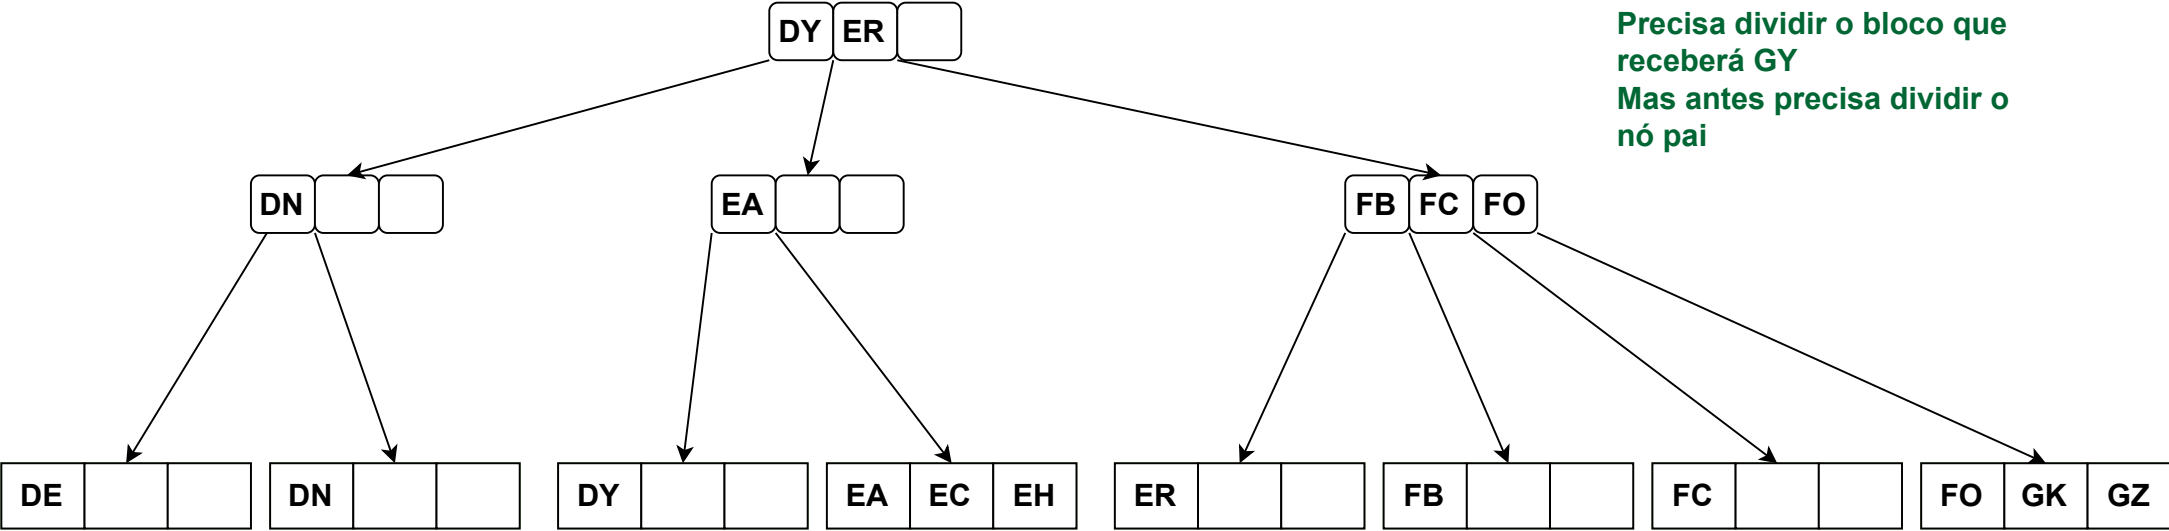 DY ER
Precisa dividir o bloco que
receberá GY
Mas antes precisa dividir o
nó pai
DN
EA
FB FC FO
DE
DN
DY
EA EC EH
ER
FB
FC
FO GK GZ